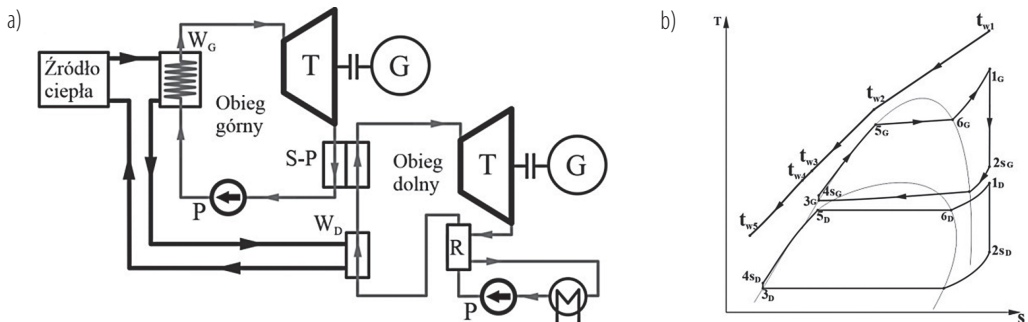 a)
Źródło
ciepła
W_G
Obieg
górny
P
T
G
S-P
W_D
Obieg
dolny
T
G
R
P
M
b)
T
t_w1
t_w2
t_w3
t_w4
t_w5
1_G
2s_G
3_G
4s_G
5_G
6_G
1_D
2s_D
3_D
4s_D
5_D
6_D
s